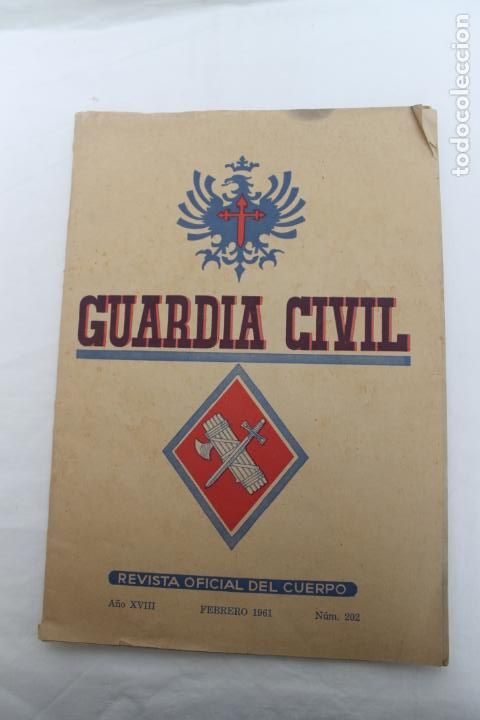 GUARDIA CIVIL
REVISTA OFICIAL DEL CUERPO
Año XVIII FEBRERO 1961 Núm. 202
todocoleccion